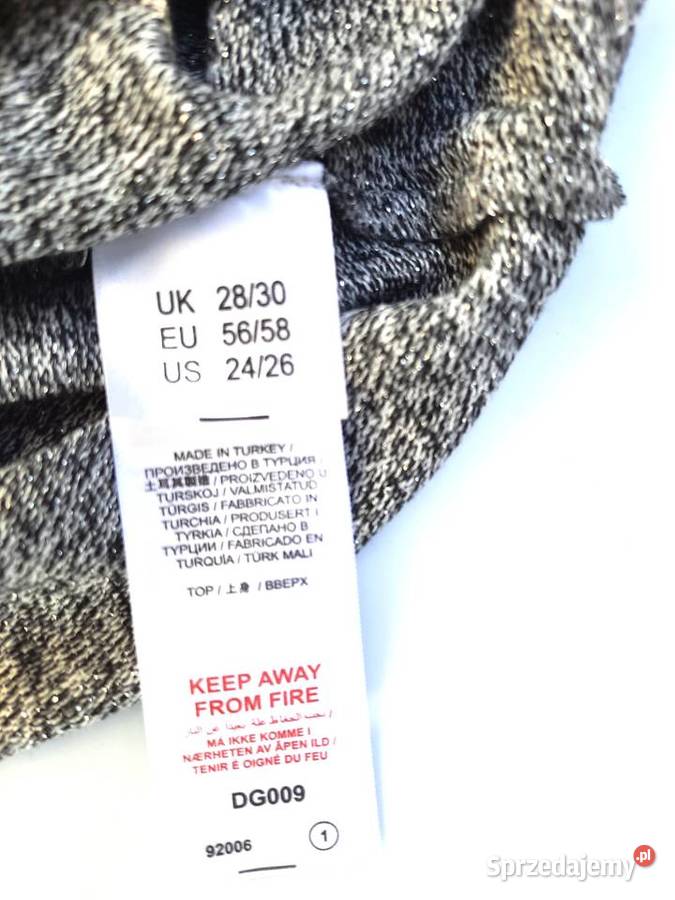 UK 28/30
EU 56/58
US 24/26
MADE IN TURKEY /
ПРОИЗВЕДЕНО В ТУРЦИЯ
土耳其製造 / PROIZVEDENO U
TURSKOJ / VALMISTATUD
TÜRGIS / FABBRICATO IN
TURCHIA / PRODUSERT I
TYRKIA / СДЕЛАНО В
ТУРЦИИ / FABRICADO EN
TURQUÍA / TÜRK MALI
TOP / 上身 / ВВЕРХ
KEEP AWAY
FROM FIRE
MA IKKE KOMME I
NÆRHETEN AV ÅPEN ILD /
TENIR É OIGNÉ DU FEU
DG009
92006 1
Sprzedajemy.pl